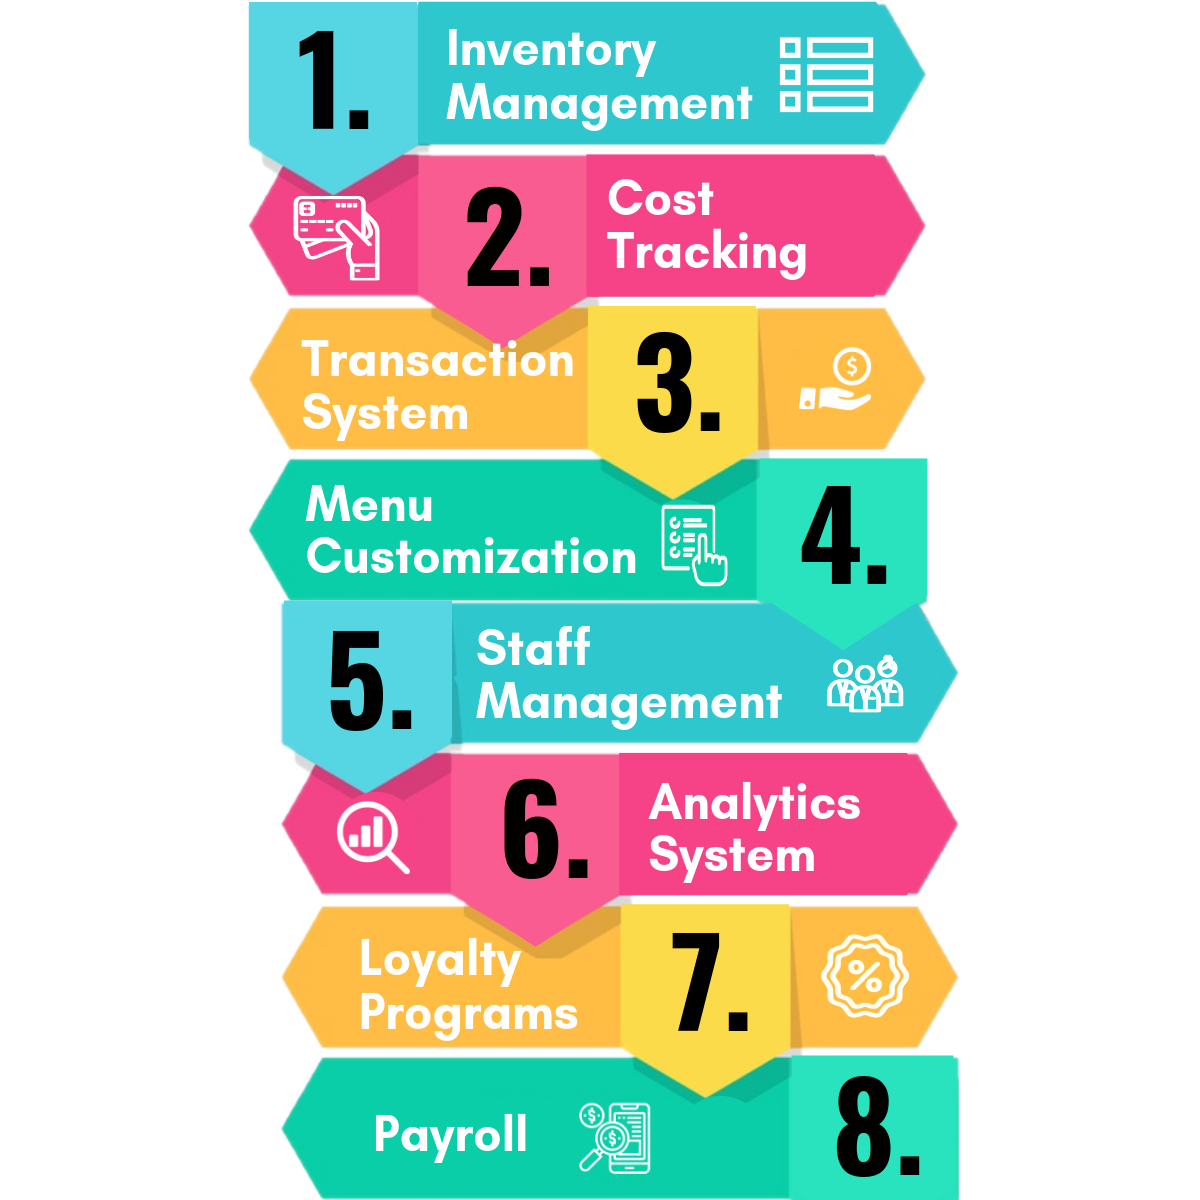 1.
Inventory
Management
2.
Cost
Tracking
Transaction
System
3.
Menu
Customization
4.
5.
Staff
Management
6.
Analytics
System
Loyalty
Programs
7.
Payroll
8.